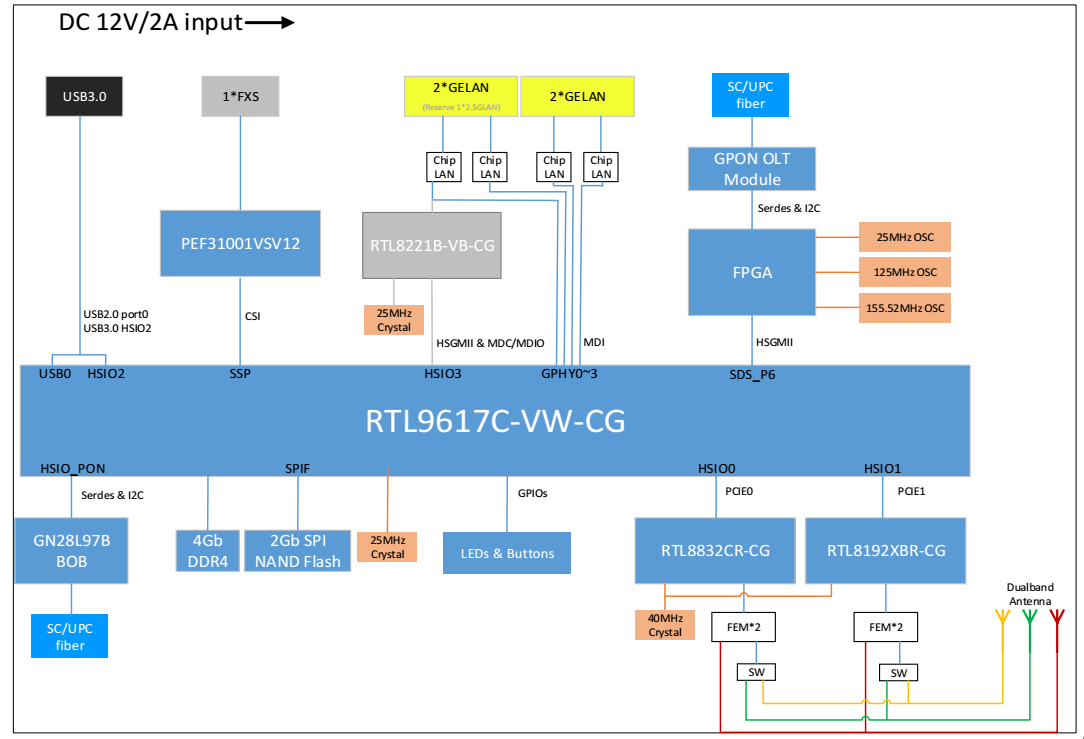 DC 12V/2A input
USB3.0
1*FXS
2*GELAN
(Reserve 1*2.5GLAN)
2*GELAN
SC/UPC
fiber
Chip
LAN
Chip
LAN
Chip
LAN
Chip
LAN
GPON OLT
Module
Serdes & I2C
PEF31001VSV12
RTL8221B-VB-CG
FPGA
25MHz OSC
125MHz OSC
155.52MHz OSC
25MHz
Crystal
USB2.0 port0
USB3.0 HSIO2
CSI
HSGMII & MDC/MDIO
MDI
HSGMII
USB0
HSIO2
SSP
HSIO3
GPHY0~3
SDS_P6
RTL9617C-VW-CG
HSIO_PON
SPIF
HSIO0
HSIO1
Serdes & I2C
GPIOs
PCIE0
PCIE1
GN28L97B
BOB
4Gb
DDR4
2Gb SPI
NAND Flash
25MHz
Crystal
LEDs & Buttons
RTL8832CR-CG
RTL8192XBR-CG
Dualband
Antenna
SC/UPC
fiber
40MHz
Crystal
FEM*2
FEM*2
SW
SW